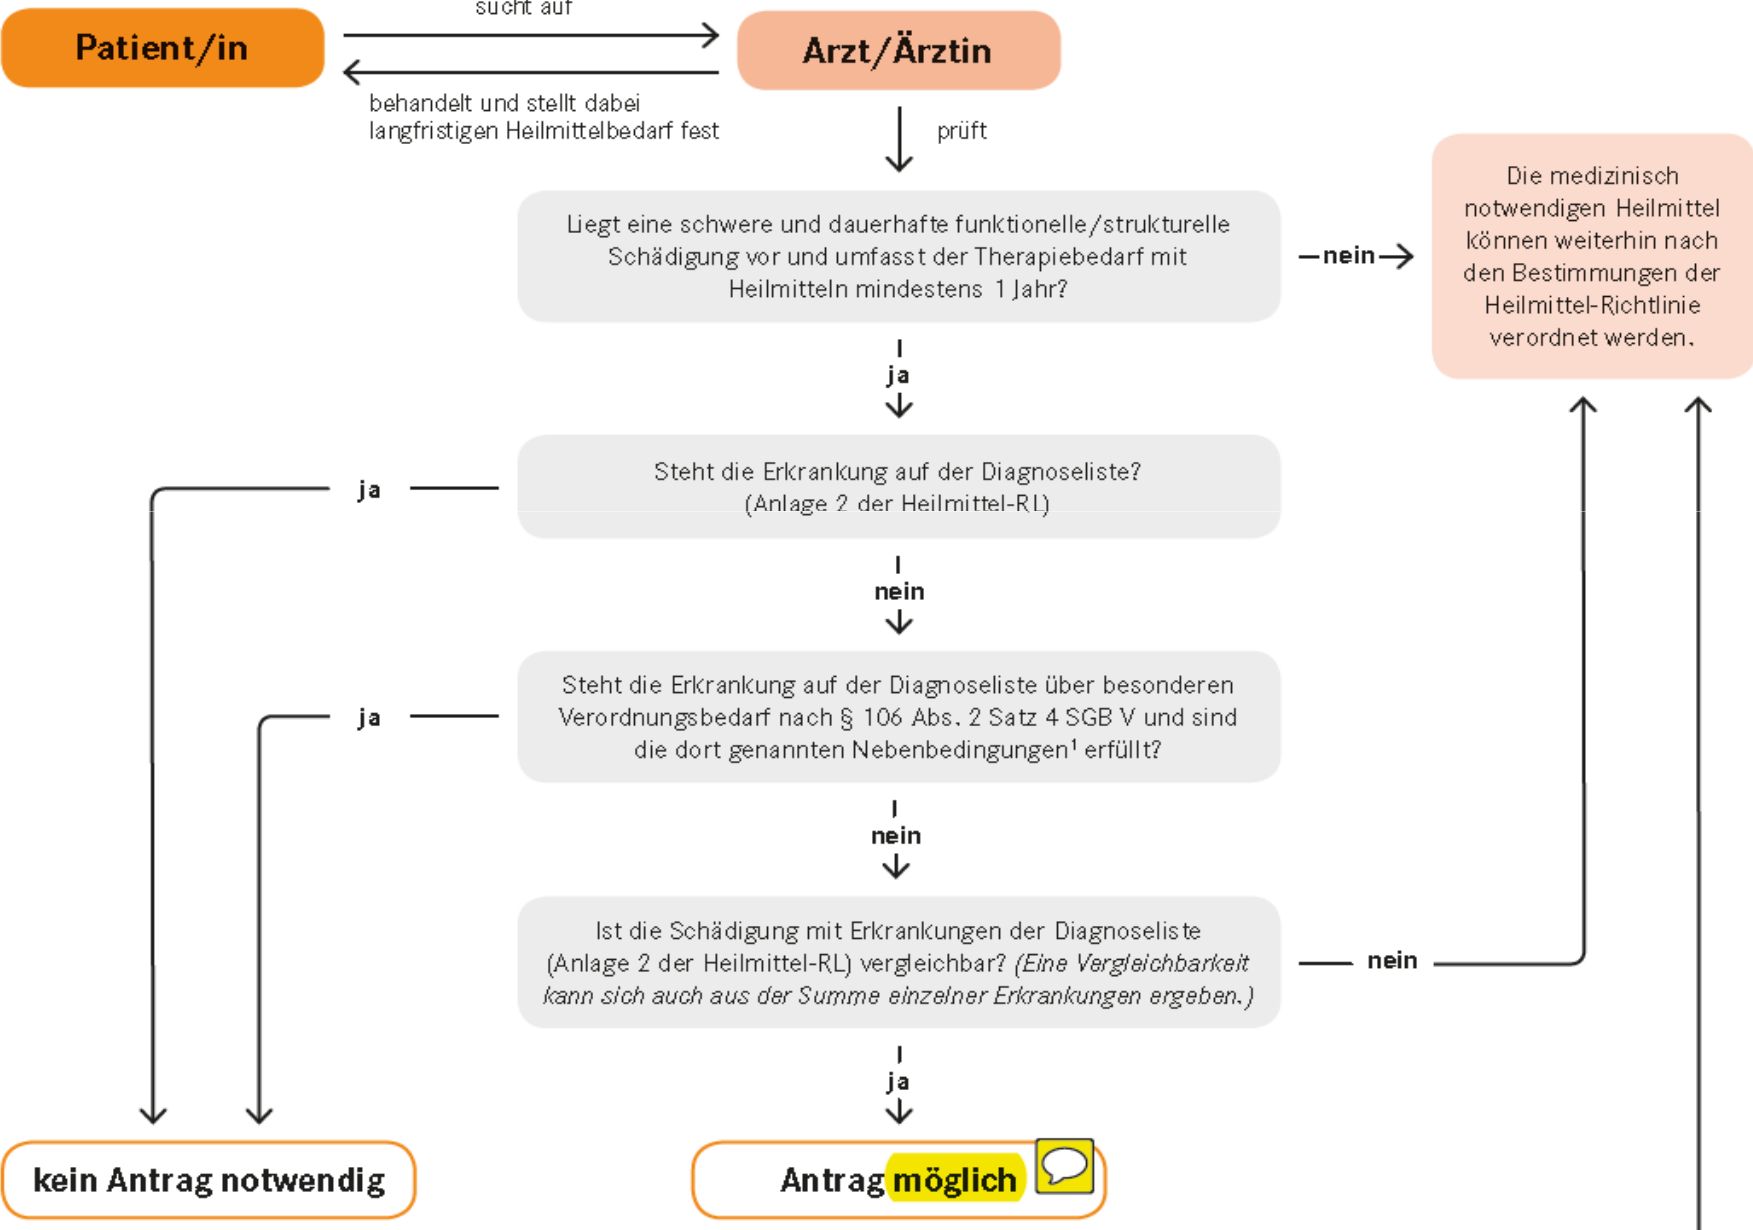 sucht auf
Patient/in
Arzt/Ärztin
behandelt und stellt dabei
langfristigen Heilmittelbedarf fest
prüft
Liegt eine schwere und dauerhafte funktionelle/strukturelle
Schädigung vor und umfasst der Therapiebedarf mit
Heilmitteln mindestens 1 Jahr?
nein
Die medizinisch
notwendigen Heilmittel
können weiterhin nach
den Bestimmungen der
Heilmittel-Richtlinie
verordnet werden.
ja
Steht die Erkrankung auf der Diagnoseliste?
(Anlage 2 der Heilmittel-RL)
ja
nein
Steht die Erkrankung auf der Diagnoseliste über besonderen
Verordnungsbedarf nach § 106 Abs. 2 Satz 4 SGB V und sind
die dort genannten Nebenbedingungen¹ erfüllt?
ja
nein
Ist die Schädigung mit Erkrankungen der Diagnoseliste
(Anlage 2 der Heilmittel-RL) vergleichbar? (Eine Vergleichbarkeit
kann sich auch aus der Summe einzelner Erkrankungen ergeben.)
nein
ja
kein Antrag notwendig
Antrag möglich